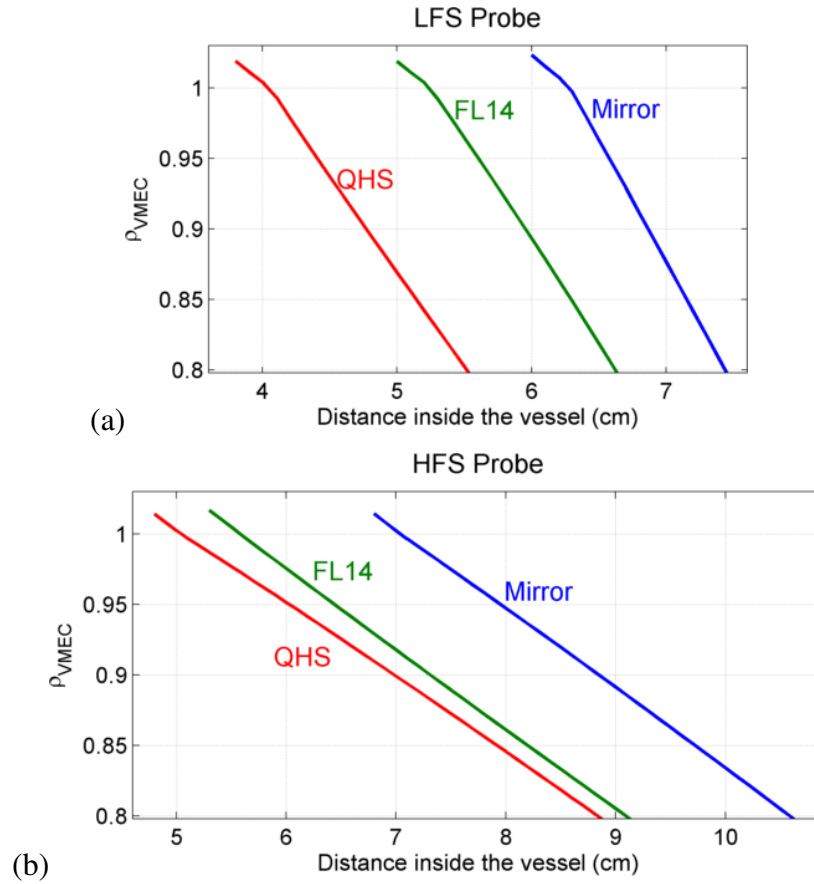 LFS Probe
1
0.95
0.9
0.85
0.8
ρVMEC
QHS
FL14
Mirror
4 5 6 7
Distance inside the vessel (cm)
(a)
HFS Probe
1
0.95
0.9
0.85
0.8
ρVMEC
FL14
Mirror
QHS
5 6 7 8 9 10
Distance inside the vessel (cm)
(b)